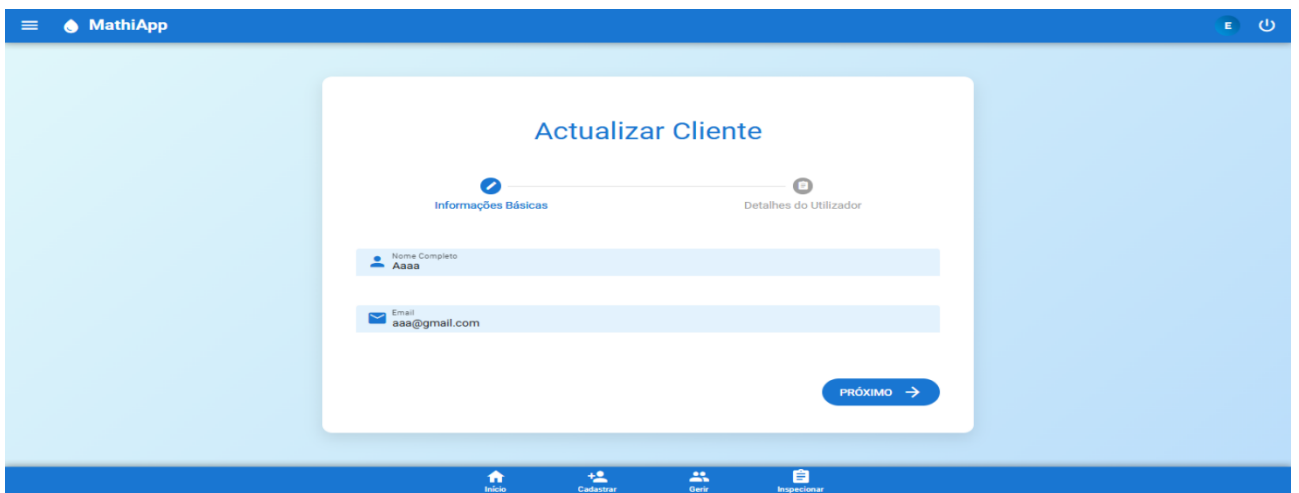 MathiApp
E
Actualizar Cliente
Informações Básicas
Detalhes do Utilizador
Nome Completo
Aaaa
Email
aaa@gmail.com
PRÓXIMO
Início
Cadastrar
Gerir
Inspecionar